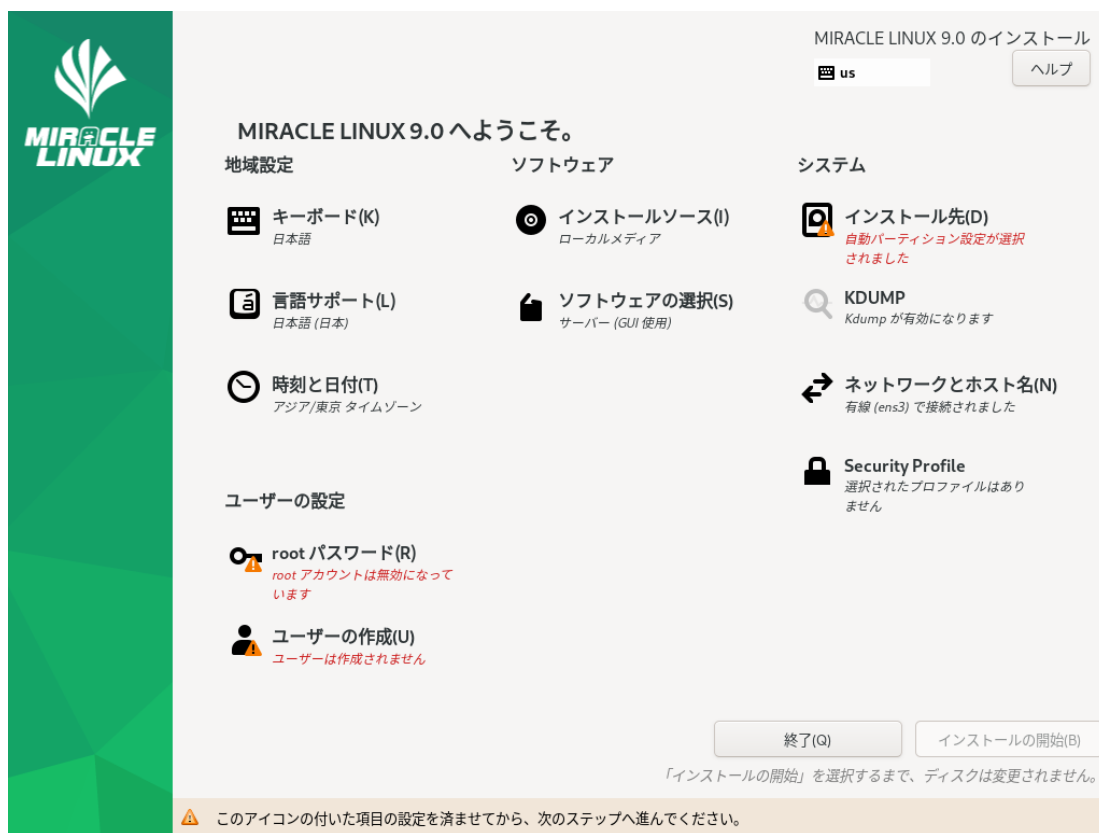 MIRACLE
LINUX
MIRACLE LINUX 9.0 のインストール
us
ヘルプ
MIRACLE LINUX 9.0 へようこそ。
地域設定
キーボード(K)
日本語
言語サポート(L)
日本語 (日本)
時刻と日付(T)
アジア/東京 タイムゾーン
ソフトウェア
インストールソース(I)
ローカルメディア
ソフトウェアの選択(S)
サーバー (GUI 使用)
システム
インストール先(D)
自動パーティション設定が選択
されました
KDUMP
Kdump が有効になります
ネットワークとホスト名(N)
有線 (ens3) で接続されました
Security Profile
選択されたプロファイルはあり
ません
ユーザーの設定
root パスワード(R)
root アカウントは無効になって
います
ユーザーの作成(U)
ユーザーは作成されません
終了(Q)
インストールの開始(B)
「インストールの開始」を選択するまで、ディスクは変更されません。
このアイコンの付いた項目の設定を済ませてから、次のステップへ進んでください。